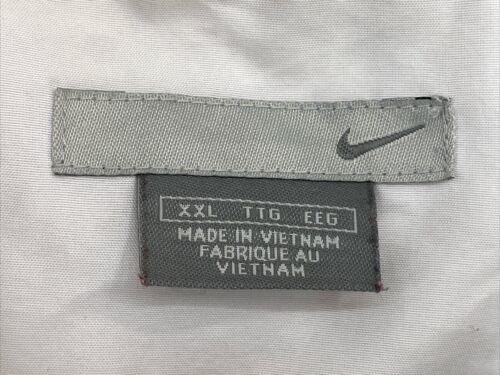 XXL TTG EEG
MADE IN VIETNAM
FABRIQUE AU
VIETNAM